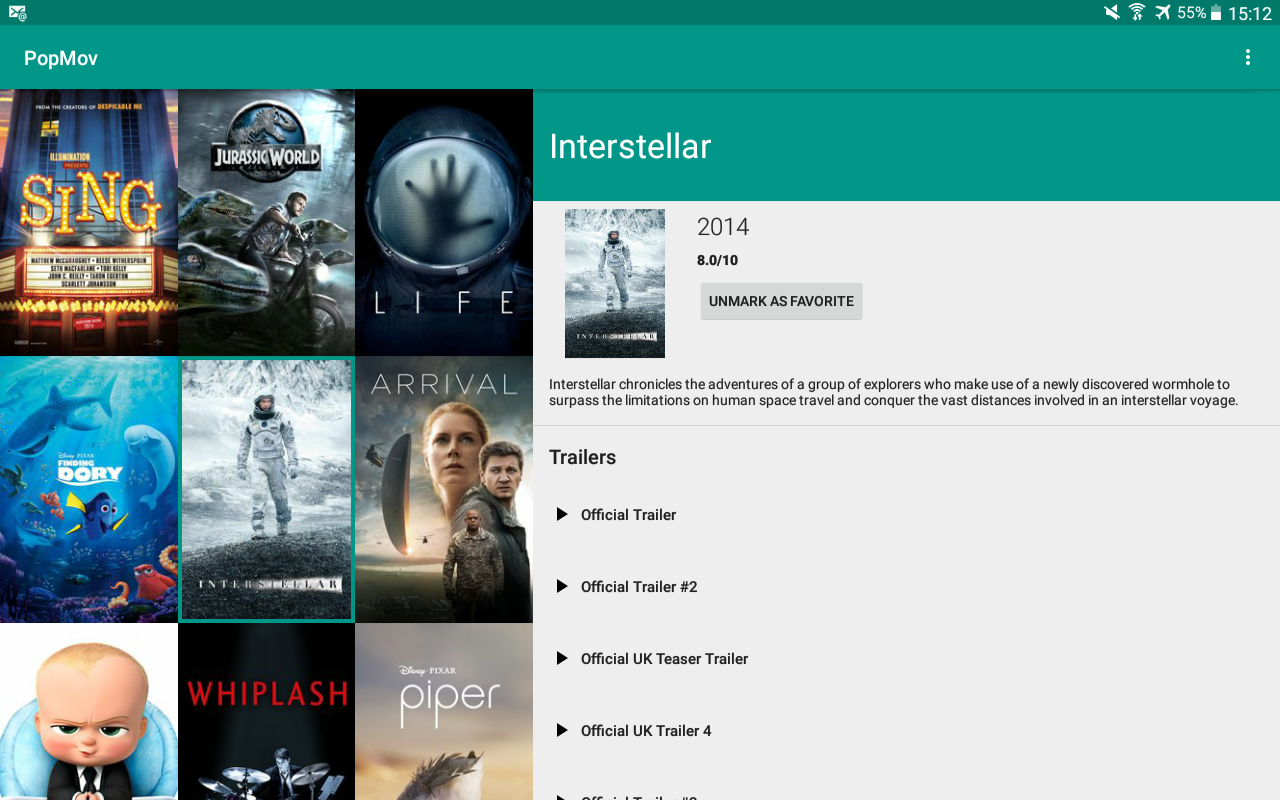 55% 15:12
PopMov
FROM THE CREATORS OF DESPICABLE ME
ILLUMINATION
PRESENTS
SING
MATTHEW McCONAUGHEY • REESE WITHERSPOON
SETH MACFARLANE • TORI KELLY
JOHN C. REILLY • TARON EGERTON
SCARLETT JOHANSSON
JURASSIC WORLD
LIFE
DISNEY · PIXAR
FINDING
DORY
INTERSTELLAR
ARRIVAL
WHIPLASH
Disney · PIXAR
piper
Interstellar
INTERSTELLAR
2014
8.0/10
UNMARK AS FAVORITE
Interstellar chronicles the adventures of a group of explorers who make use of a newly discovered wormhole to
surpass the limitations on human space travel and conquer the vast distances involved in an interstellar voyage.
Trailers
Official Trailer
Official Trailer #2
Official UK Teaser Trailer
Official UK Trailer 4